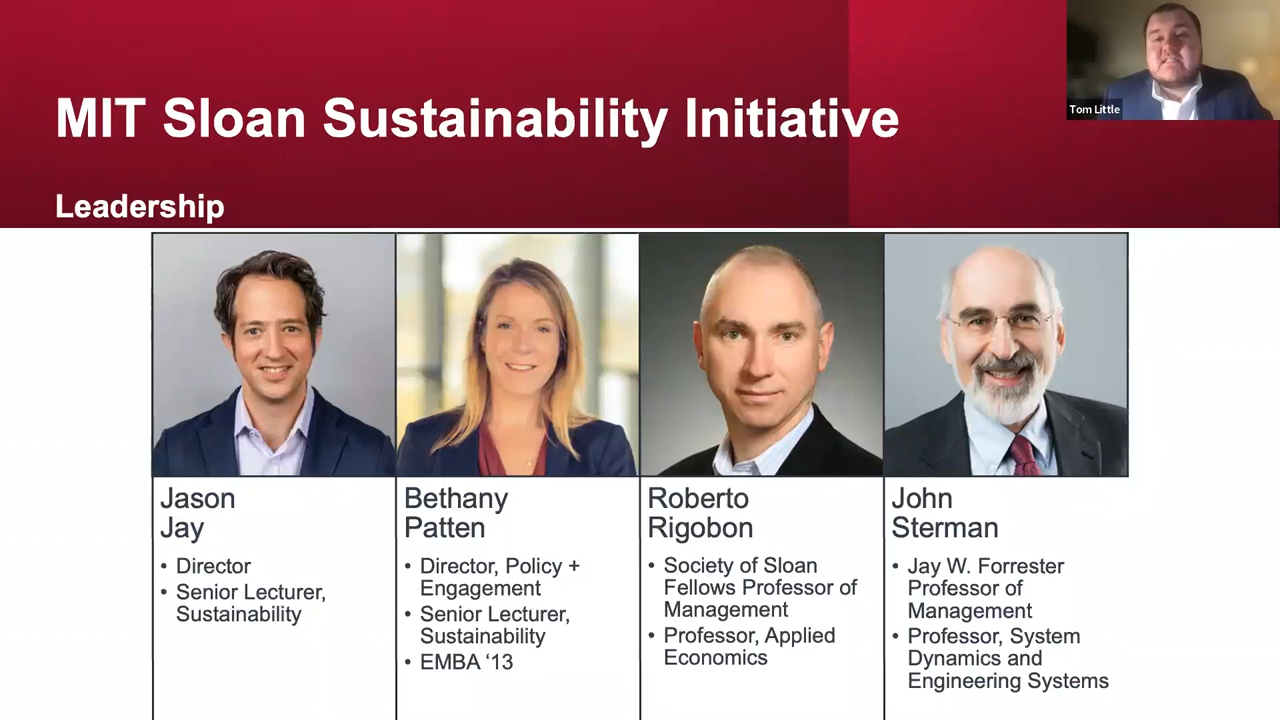 MIT Sloan Sustainability Initiative
Tom Little
Leadership
Jason
Jay
• Director
• Senior Lecturer,
Sustainability
Bethany
Patten
• Director, Policy +
Engagement
• Senior Lecturer,
Sustainability
• EMBA ‘13
Roberto
Rigobon
• Society of Sloan
Fellows Professor of
Management
• Professor, Applied
Economics
John
Sterman
• Jay W. Forrester
Professor of
Management
• Professor, System
Dynamics and
Engineering Systems